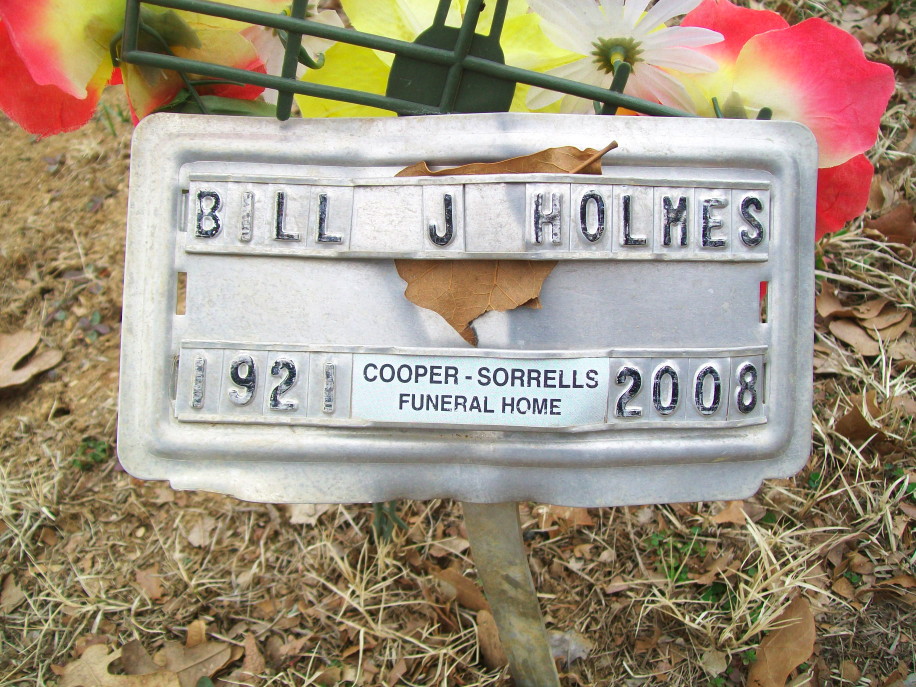 BILL J HOLMES
1921 COOPER-SORRELLS FUNERAL HOME 2008